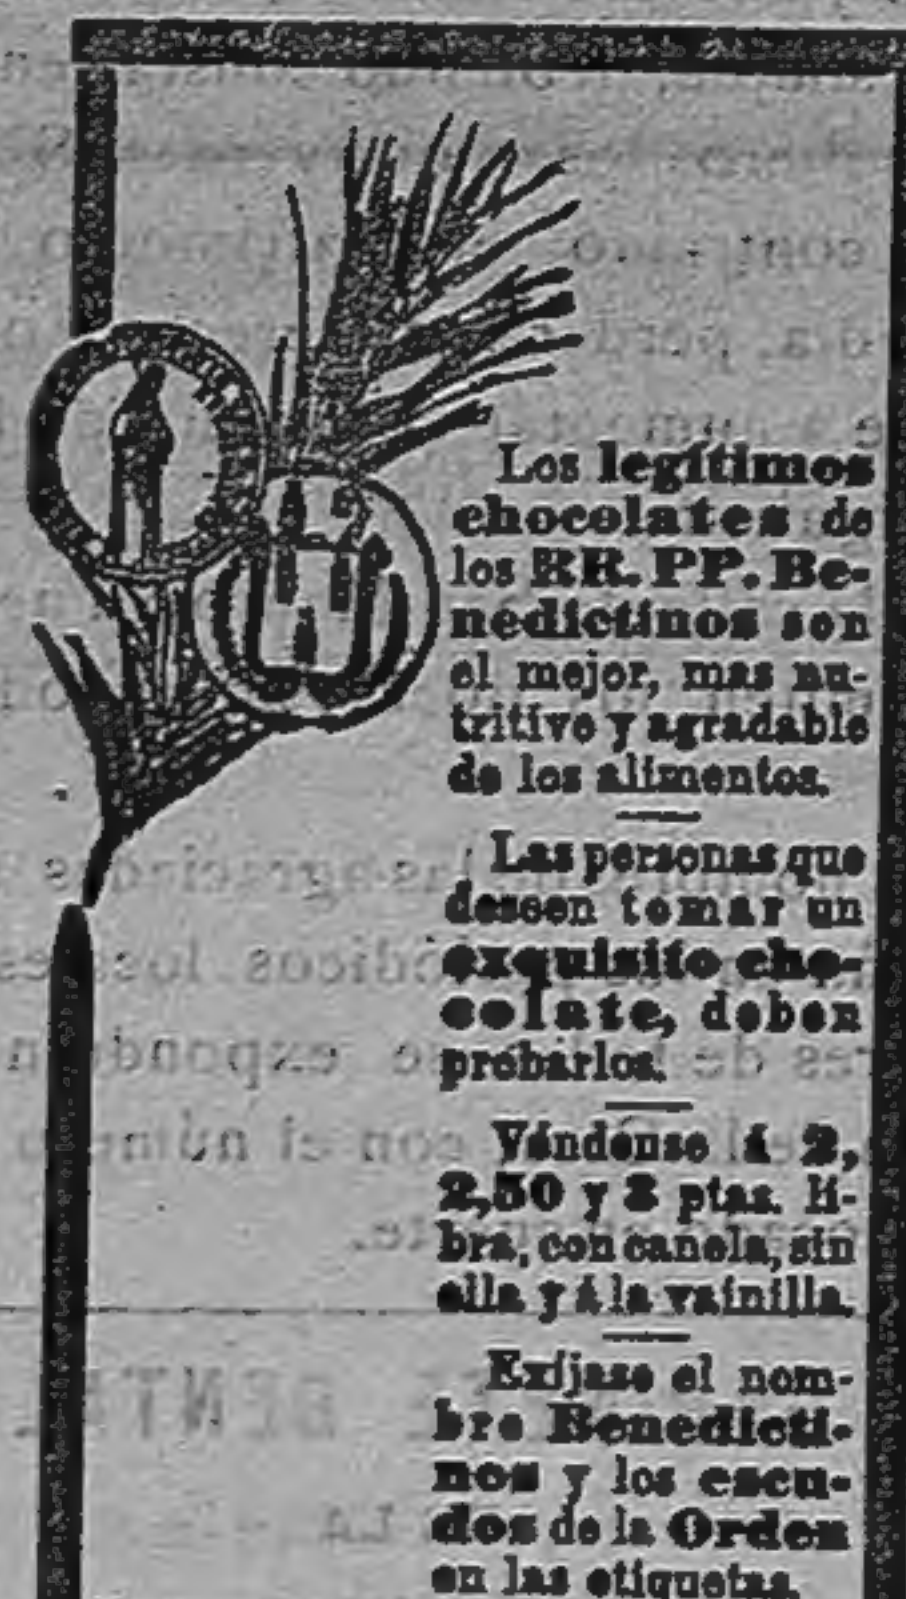 Los legítimos
chocolates de
los RR. PP. Be-
nedictinos son
el mejor, mas nu-
tritivo y agradable
de los alimentos.
Las personas que
deseen tomar un
exquisito cho-
colate, deben
probarlos.
Véndense á 2,
2,50 y 3 ptas. li-
bra, con canela, sin
ella y á la vainilla.
Exíjase el nom-
bre Benedicti-
nos y los escu-
dos de la Orden
en las etiquetas.